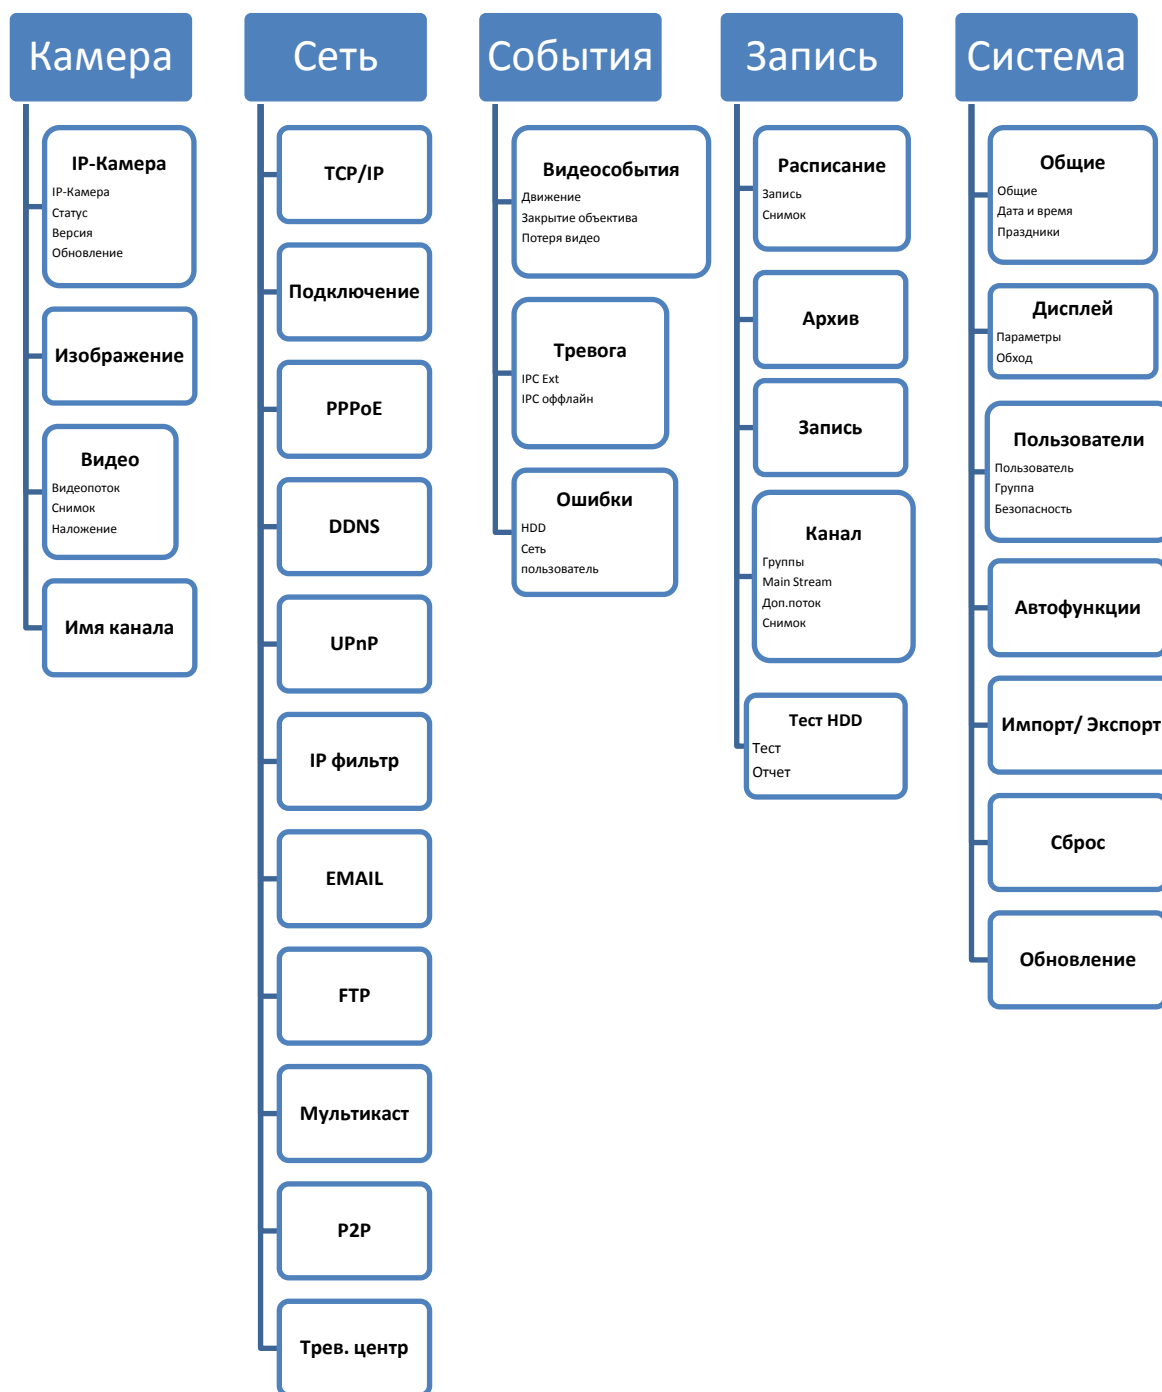 Камера
IP-Камера
IP-Камера
Статус
Версия
Обновление
Изображение
Видео
Видеопоток
Снимок
Наложение
Имя канала
Сеть
TCP/IP
Подключение
PPPoE
DDNS
UPnP
IP фильтр
EMAIL
FTP
Мультикаст
P2P
Трев. центр
События
Видеособытия
Движение
Закрытие объектива
Потеря видео
Тревога
IPC Ext
IPC оффлайн
Ошибки
HDD
Сеть
пользователь
Запись
Расписание
Запись
Снимок
Архив
Запись
Канал
Группы
Main Stream
Доп.поток
Снимок
Тест HDD
Тест
Отчет
Система
Общие
Общие
Дата и время
Праздники
Дисплей
Параметры
Обход
Пользователи
Пользователь
Группа
Безопасность
Автофункции
Импорт/ Экспорт
Сброс
Обновление